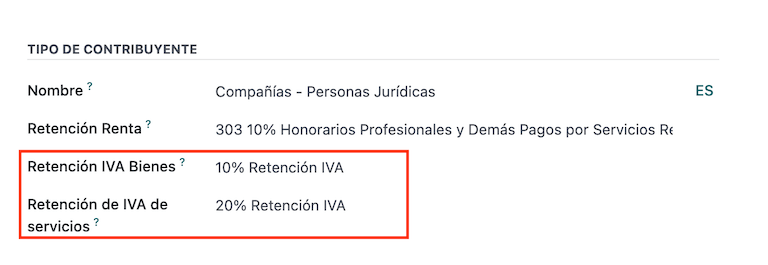 TIPO DE CONTRIBUYENTE
Nombre ? Compañías - Personas Jurídicas ES
Retención Renta ? 303 10% Honorarios Profesionales y Demás Pagos por Servicios Re
Retención IVA Bienes ? 10% Retención IVA
Retención de IVA de 20% Retención IVA
servicios ?